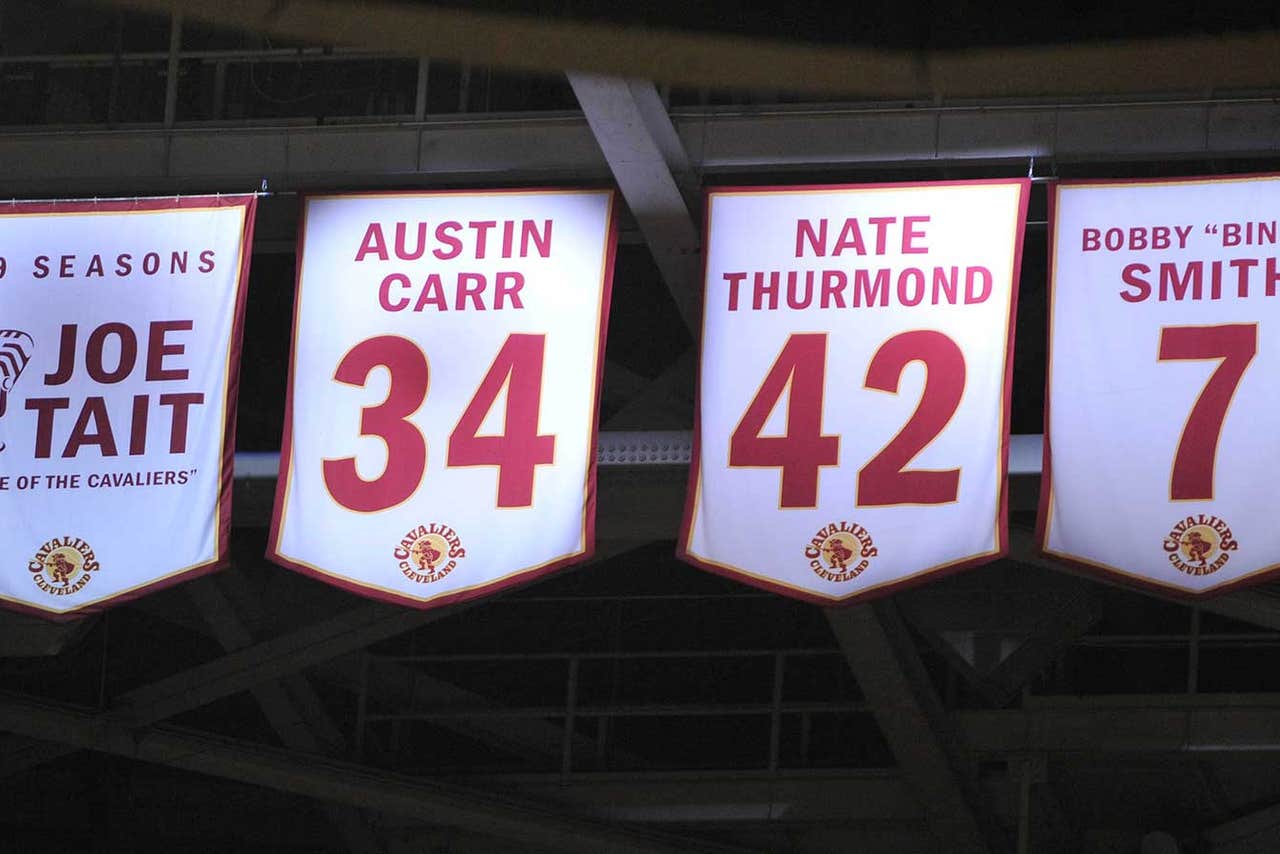 9 SEASONS
JOE
TAIT
E OF THE CAVALIERS”
CAVALIERS
CLEVELAND
AUSTIN
CARR
34
CAVALIERS
CLEVELAND
NATE
THURMOND
42
CAVALIERS
CLEVELAND
BOBBY “BIN
SMITH
7
CAVALIERS
CLEVELAND